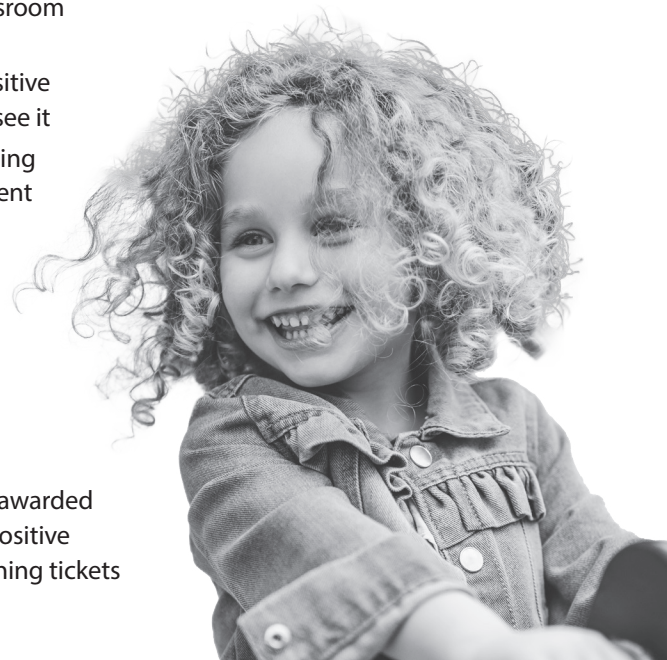 sroom
sitive
see it
ing
ent
awarded
ositive
ning tickets